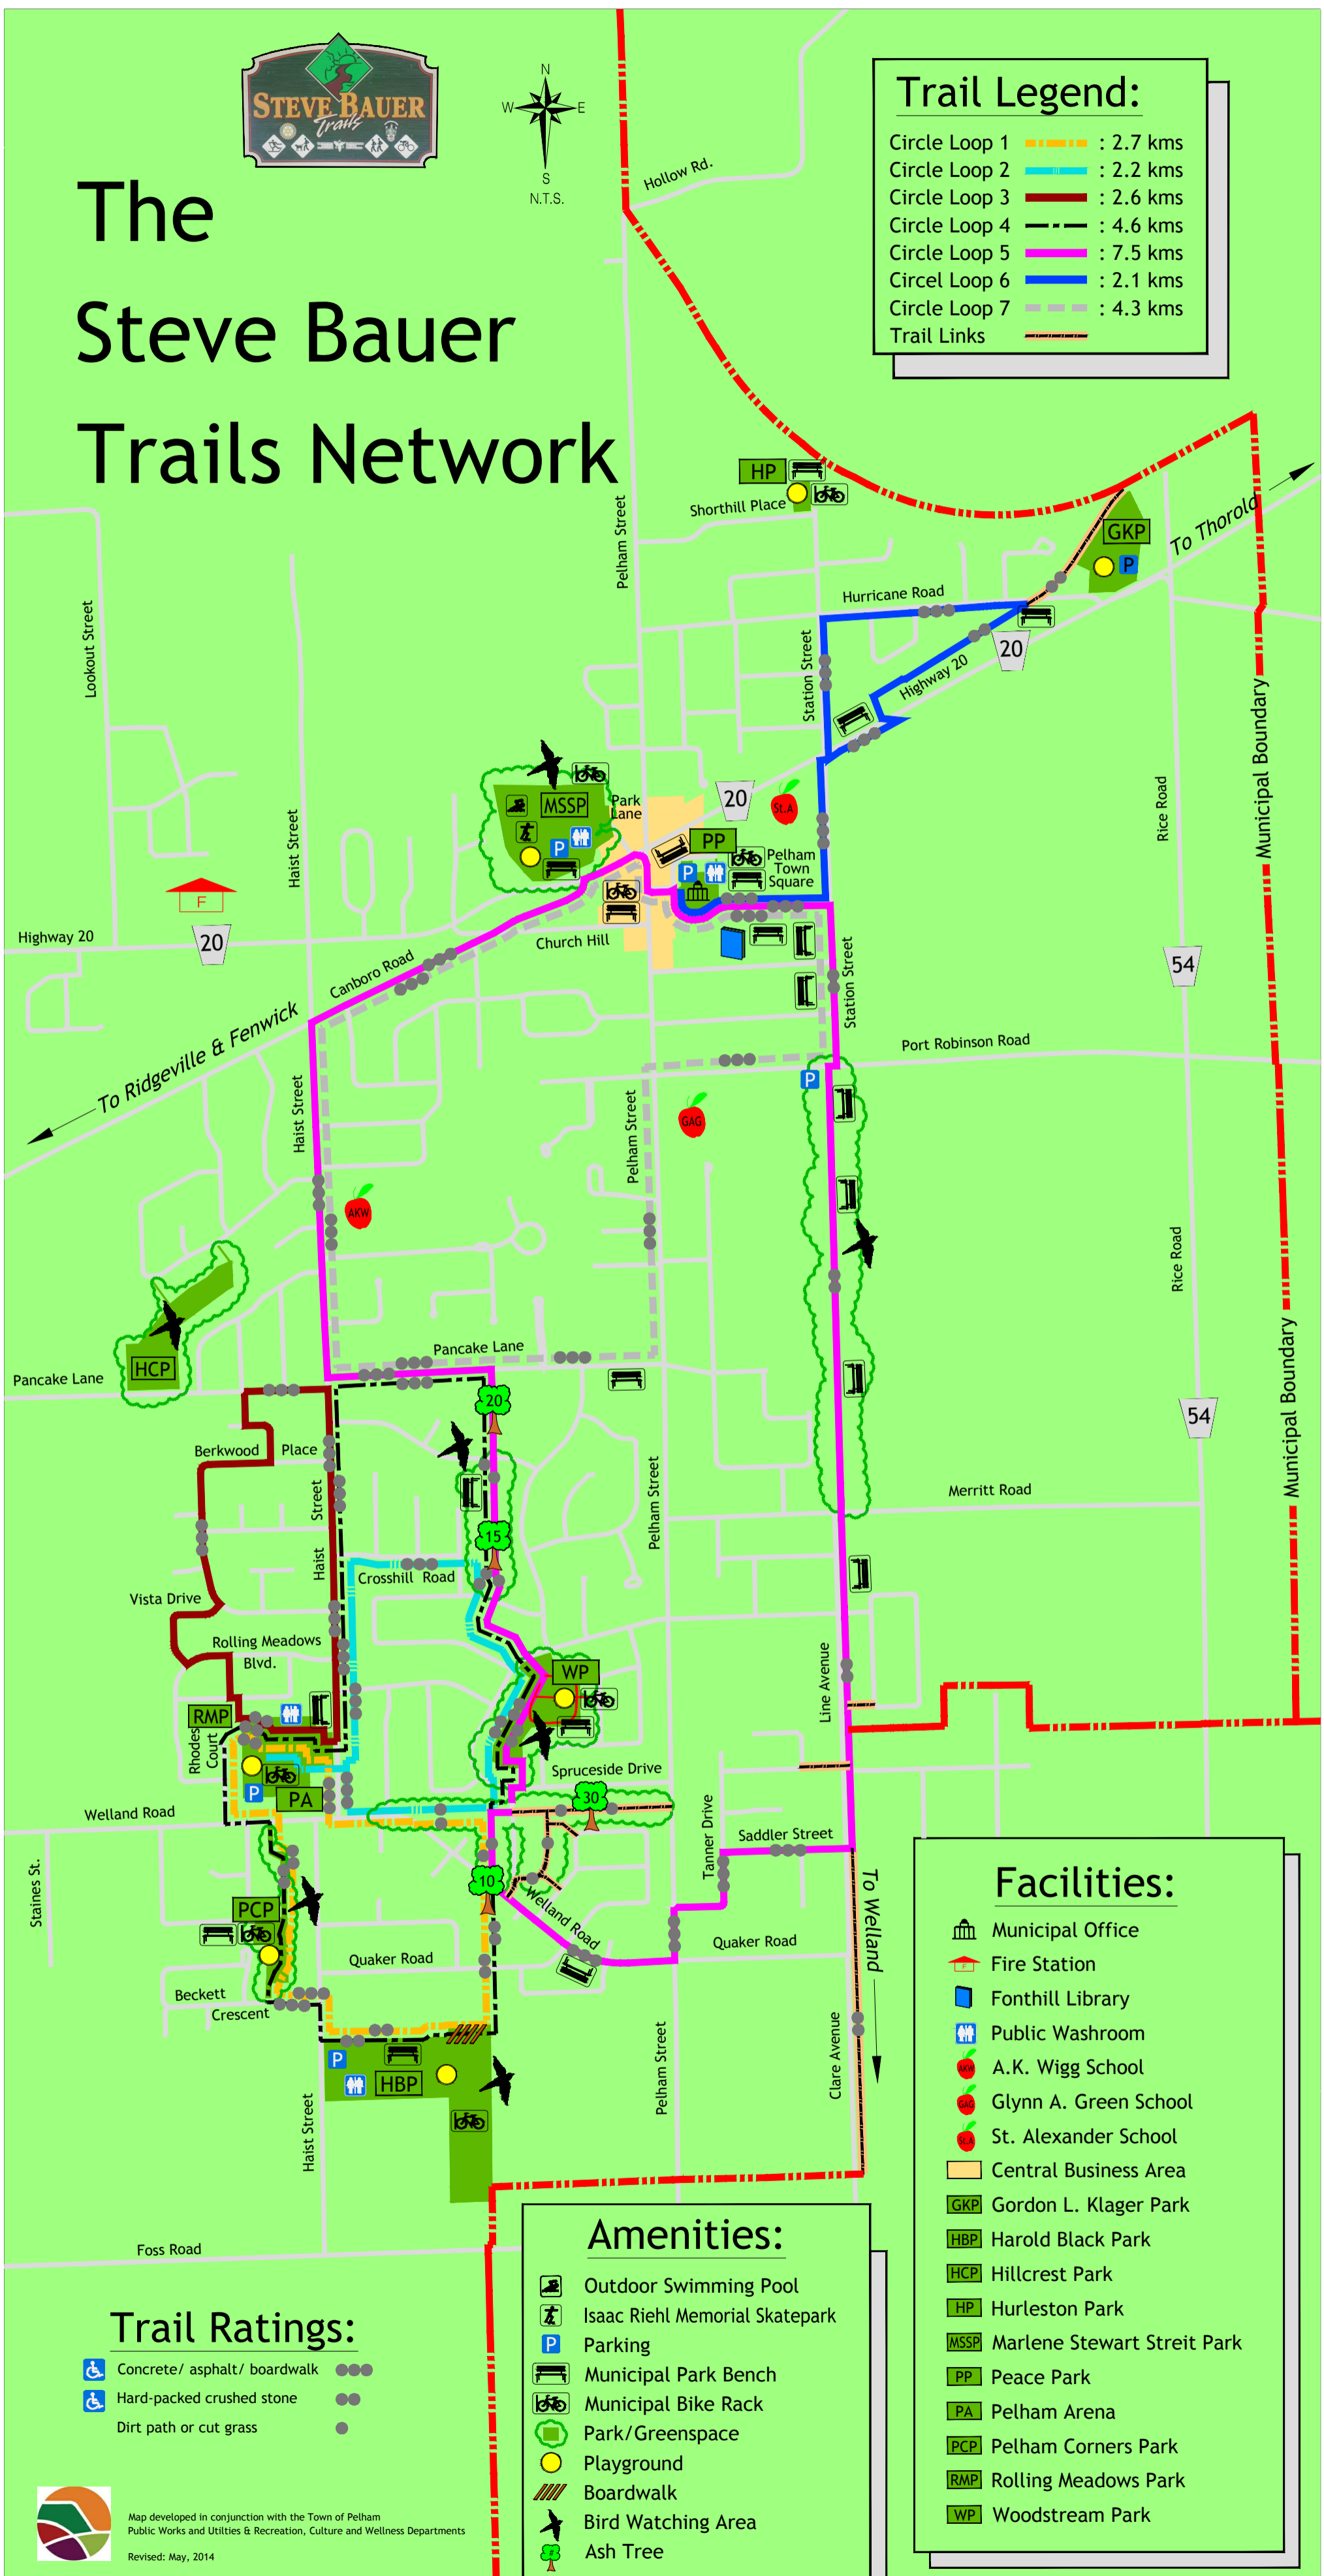 STEVE BAUER
Trails
N
W
E
S
N.T.S.
The
Steve Bauer
Trails Network
Trail Legend:
Circle Loop 1 : 2.7 kms
Circle Loop 2 : 2.2 kms
Circle Loop 3 : 2.6 kms
Circle Loop 4 : 4.6 kms
Circle Loop 5 : 7.5 kms
Circel Loop 6 : 2.1 kms
Circle Loop 7 : 4.3 kms
Trail Links
Hollow Rd.
HP
Shorthill Place
Pelham Street
GKP
P
To Thorold
Hurricane Road
20
Highway 20
Station Street
Lookout Street
Haist Street
Municipal Boundary
Rice Road
MSSP
P
Park
Lane
20
St.A
PP
P
Pelham
Town
Square
F
20
Highway 20
Church Hill
Canboro Road
Station Street
54
To Ridgeville & Fenwick
Port Robinson Road
P
Haist Street
Pelham Street
GAG
AKW
Rice Road
HCP
Pancake Lane
Pancake Lane
20
Municipal Boundary
54
Berkwood Place
Street
Haist
Pelham Street
Merritt Road
15
Crosshill Road
Vista Drive
Rolling Meadows
Blvd.
WP
Line Avenue
RMP
Rhodes
Court
P
PA
Spruceside Drive
30
Welland Road
Tanner Drive
Saddler Street
10
Staines St.
PCP
Welland Road
To Welland
Quaker Road
Quaker Road
Beckett
Crescent
P
HBP
Haist Street
Pelham Street
Clare Avenue
Foss Road
Facilities:
Municipal Office
F
Fire Station
Fonthill Library
Public Washroom
AKW
A.K. Wigg School
GAG
Glynn A. Green School
St.A
St. Alexander School
Central Business Area
GKP Gordon L. Klager Park
HBP Harold Black Park
HCP Hillcrest Park
HP Hurleston Park
MSSP Marlene Stewart Streit Park
PP Peace Park
PA Pelham Arena
PCP Pelham Corners Park
RMP Rolling Meadows Park
WP Woodstream Park
Amenities:
Outdoor Swimming Pool
Isaac Riehl Memorial Skatepark
P Parking
Municipal Park Bench
Municipal Bike Rack
Park/Greenspace
Playground
Boardwalk
Bird Watching Area
# Ash Tree
Trail Ratings:
Concrete/ asphalt/ boardwalk
Hard-packed crushed stone
Dirt path or cut grass
Map developed in conjunction with the Town of Pelham
Public Works and Utilties & Recreation, Culture and Wellness Departments
Revised: May, 2014